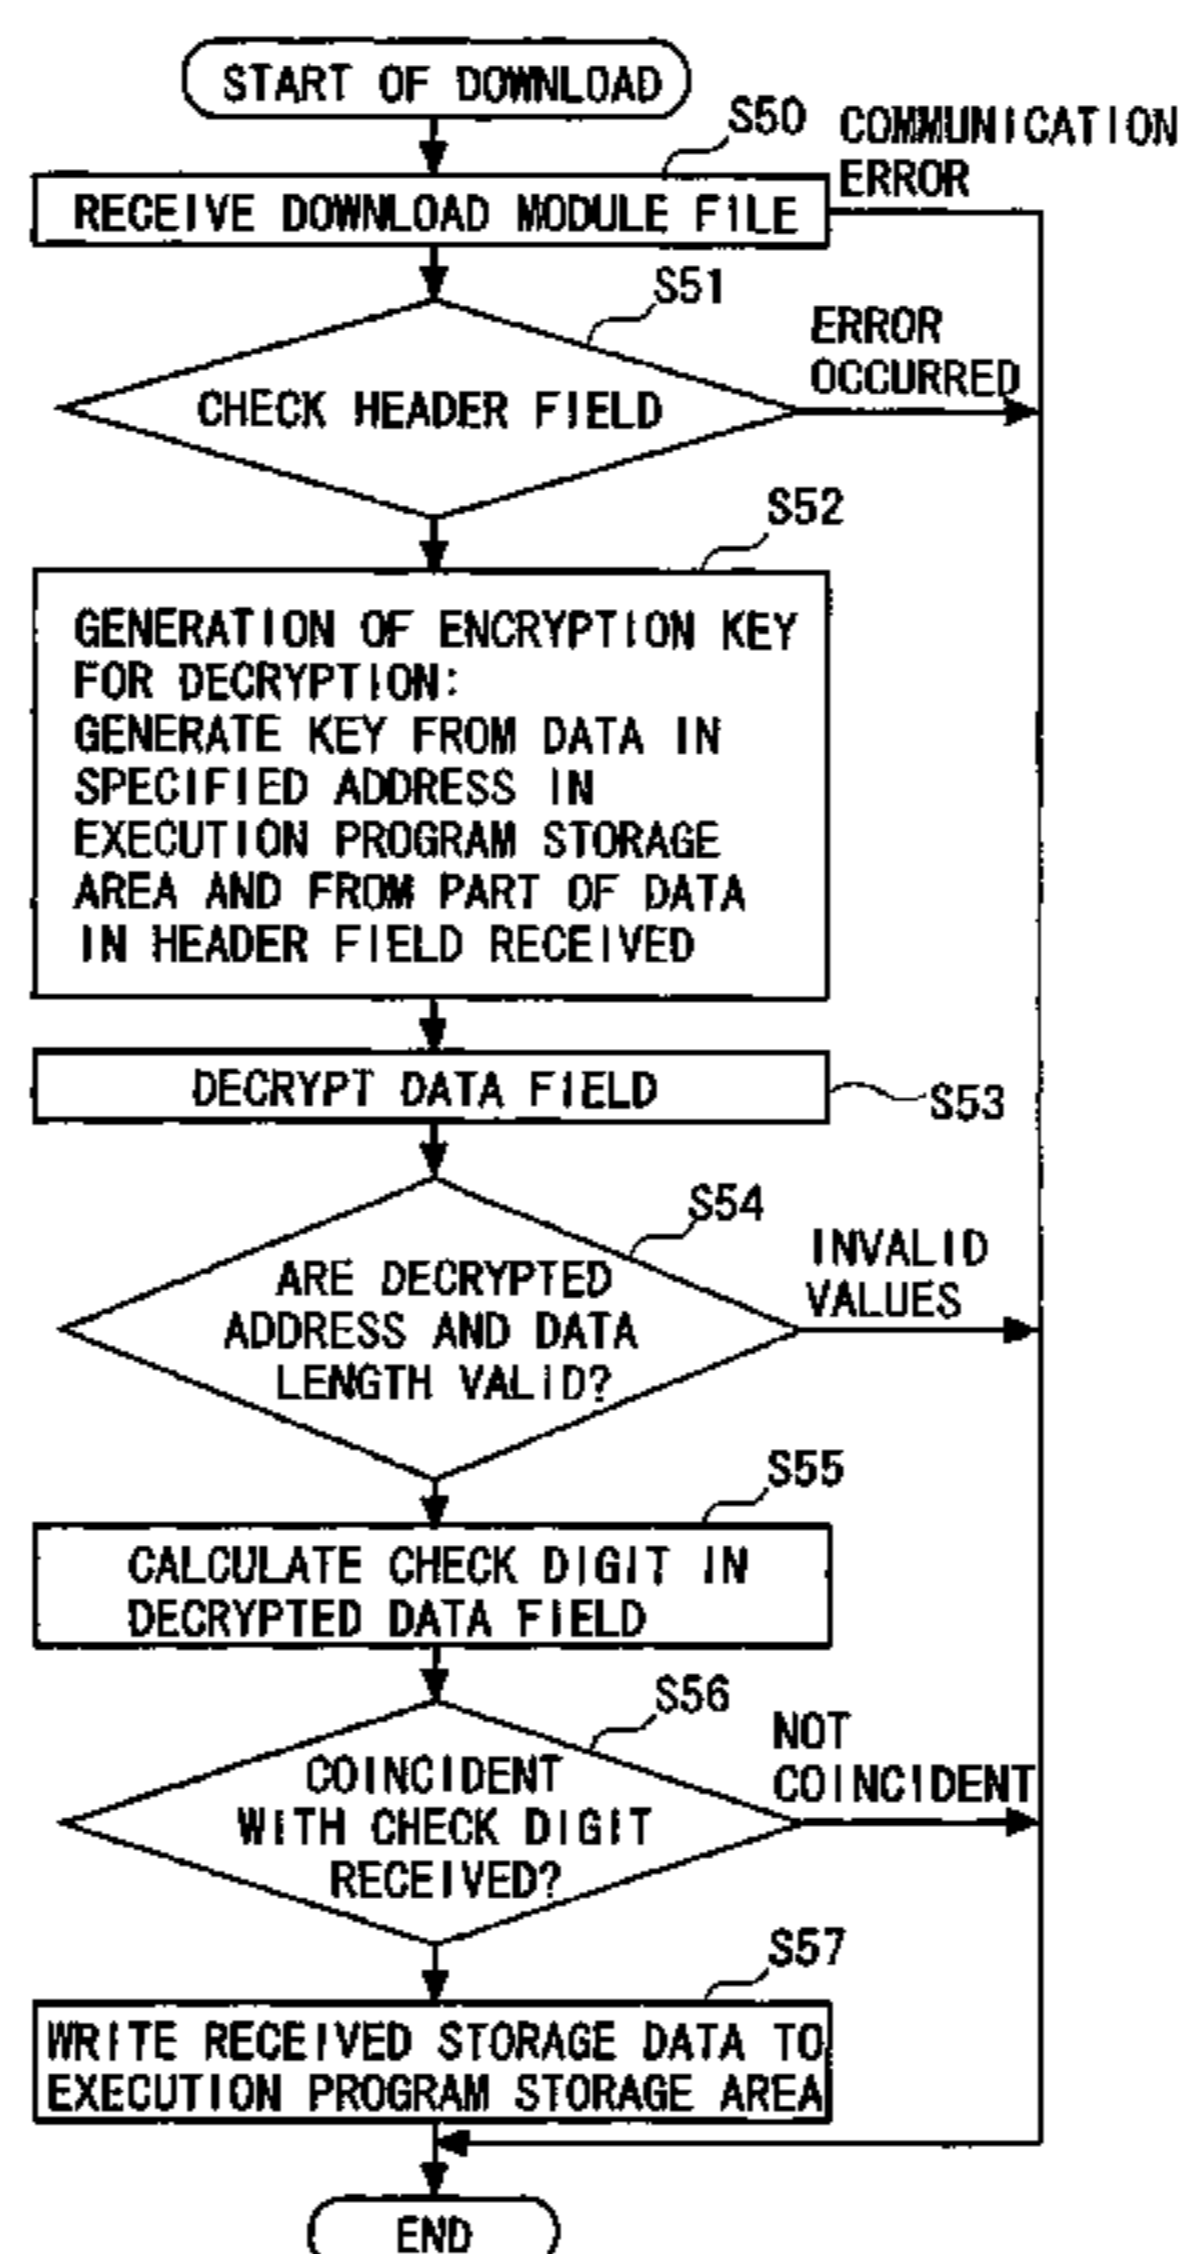 START OF DOWNLOAD
S50
COMMUNICATION
ERROR
RECEIVE DOWNLOAD MODULE FILE
S51
ERROR
OCCURRED
CHECK HEADER FIELD
S52
GENERATION OF ENCRYPTION KEY
FOR DECRYPTION:
GENERATE KEY FROM DATA IN
SPECIFIED ADDRESS IN
EXECUTION PROGRAM STORAGE
AREA AND FROM PART OF DATA
IN HEADER FIELD RECEIVED
DECRYPT DATA FIELD
S53
S54
INVALID
VALUES
ARE DECRYPTED
ADDRESS AND DATA
LENGTH VALID?
S55
CALCULATE CHECK DIGIT IN
DECRYPTED DATA FIELD
S56
NOT
COINCIDENT
COINCIDENT
WITH CHECK DIGIT
RECEIVED?
S57
WRITE RECEIVED STORAGE DATA TO
EXECUTION PROGRAM STORAGE AREA
END